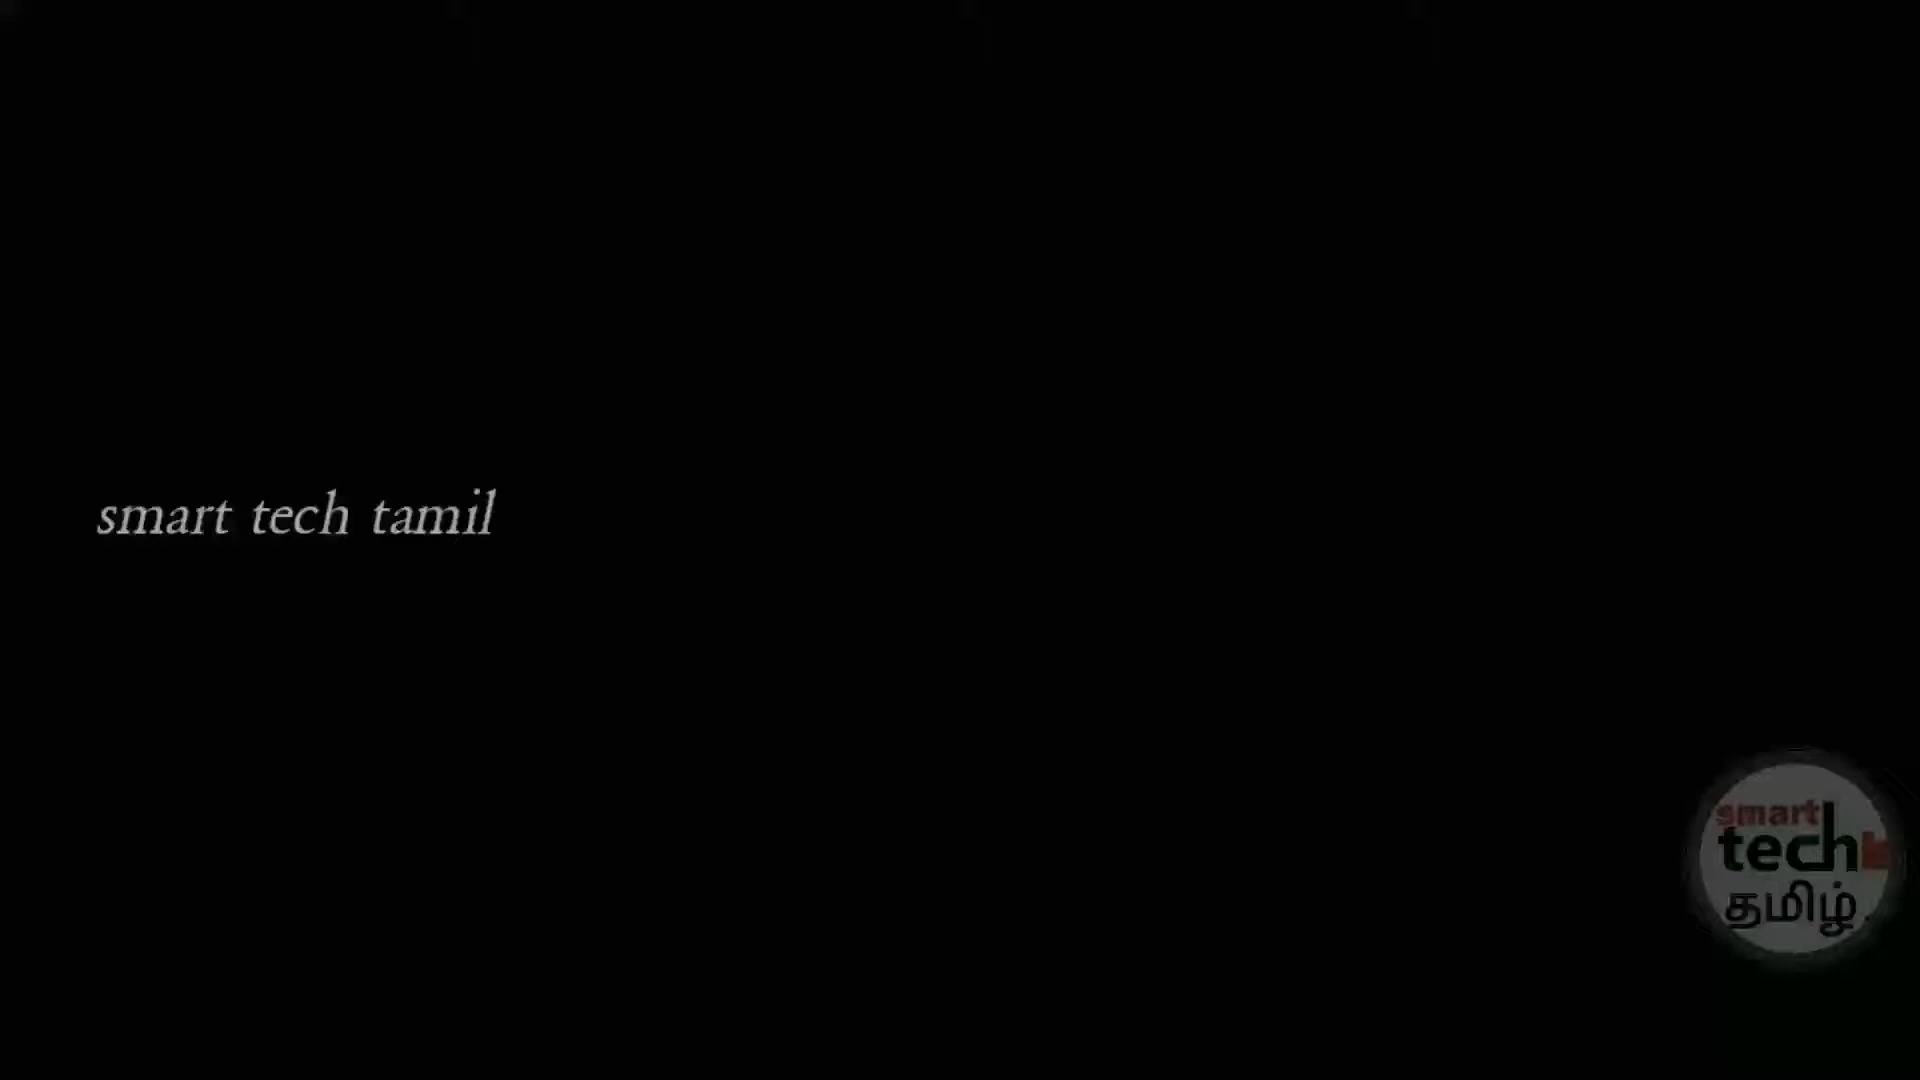 smart tech tamil
smart
tech
தமிழ்